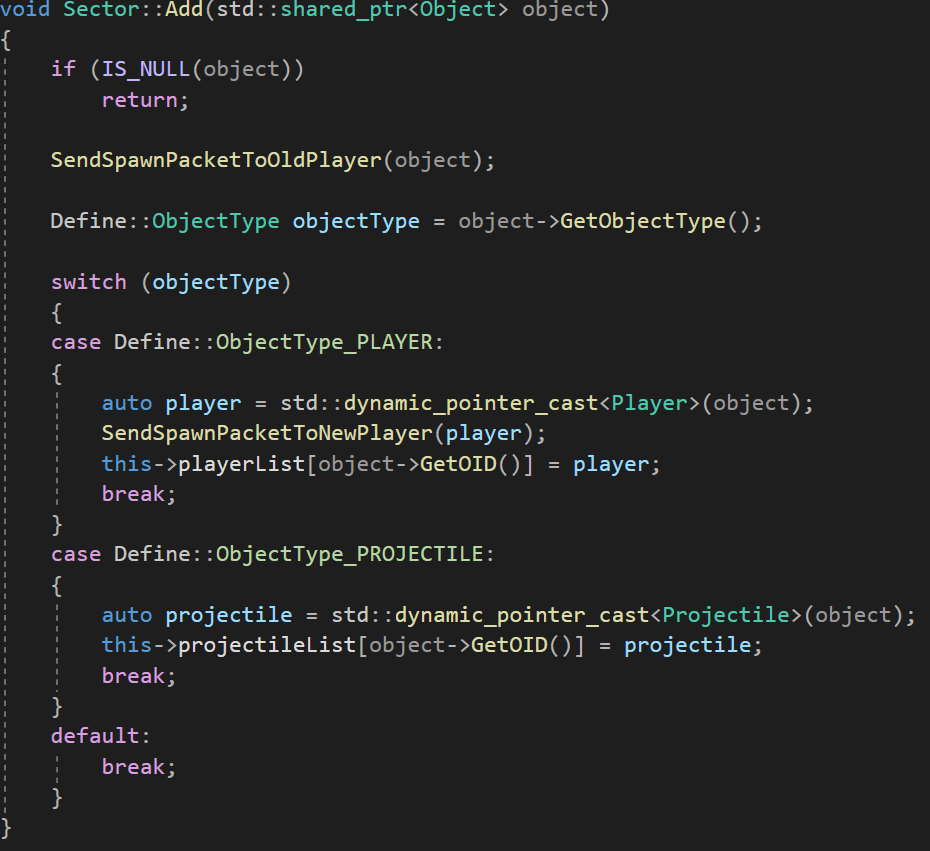 void Sector::Add(std::shared_ptr<Object> object)
{
    if (IS_NULL(object))
        return;

    SendSpawnPacketToOldPlayer(object);

    Define::ObjectType objectType = object->GetObjectType();

    switch (objectType)
    {
    case Define::ObjectType_PLAYER:
    {
        auto player = std::dynamic_pointer_cast<Player>(object);
        SendSpawnPacketToNewPlayer(player);
        this->playerList[object->GetOID()] = player;
        break;
    }
    case Define::ObjectType_PROJECTILE:
    {
        auto projectile = std::dynamic_pointer_cast<Projectile>(object);
        this->projectileList[object->GetOID()] = projectile;
        break;
    }
    default:
        break;
    }
}